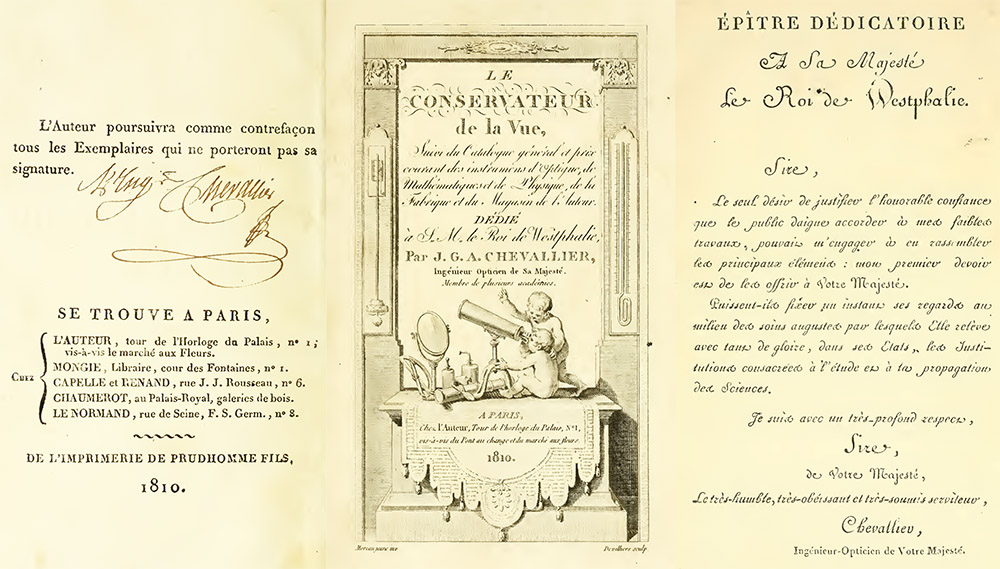 L'Auteur poursuivra comme contrefaçon
tous les Exemplaires qui ne porteront pas sa
signature.
Chevallier
SE TROUVE A PARIS,
CHEZ
L'AUTEUR, tour de l'Horloge du Palais, n° 1;
vis-à-vis le marché aux Fleurs.
MONGIE, Libraire, cour des Fontaines, n° 1.
CAPELLE et RENAND, rue J. J. Rousseau, n° 6.
CHAUMEROT, au Palais-Royal, galeries de bois.
LE NORMAND, rue de Seine, F. S. Germ., n° 8.
DE L'IMPRIMERIE DE PRUDHOMME FILS,
1810.
LE
CONSERVATEUR
de la Vue,
Suivi du Catalogue général et prix
courant des instrumens d'Optique, de
Mathématiques et de Physique, de la
Fabrique et du Magasin de l'Auteur.
DÉDIÉ
à S. M. le Roi de Westphalie,
Par J. G. A. CHEVALLIER,
Ingénieur Opticien de Sa Majesté.
Membre de plusieurs académies.
A PARIS,
Chez l'Auteur, Tour de l'horloge du Palais, N° 1,
vis-à-vis du Pont au change et du marché aux fleurs.
1810.
Moreau jeune inv
Devilliers sculp
ÉPÎTRE DÉDICATOIRE
A Sa Majesté
Le Roi de Westphalie.
Sire,
Le seul désir de justifier l'honorable confiance
que le public daigne accorder à mes faibles
travaux, pouvait m'engager à en rassembler
les principaux élémens : mon premier devoir
est de les offrir à Votre Majesté.
Puissent-ils fixer un instant ses regards au
milieu des soins augustes par lesquels Elle relève
avec tant de gloire, dans ses Etats, les Insti-
tutions consacrées à l'étude et à la propagation
des Sciences.
Je suis avec un très-profond respect,
Sire,
de Votre Majesté,
Le très-humble, très-obéissant et très-soumis serviteur,
Chevallier,
Ingénieur-Opticien de Votre Majesté.